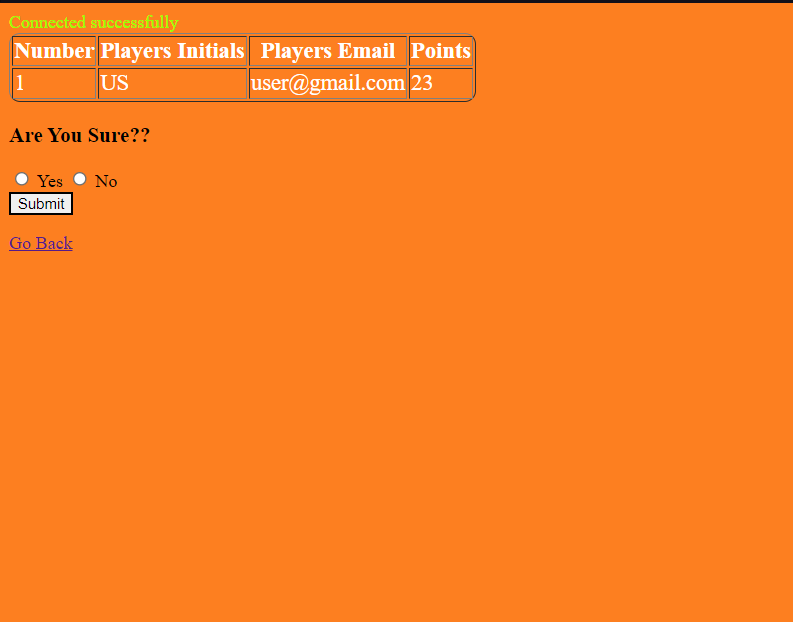 Connected successfully
Number Players Initials Players Email Points
1 US user@gmail.com 23
Are You Sure??
Yes No
Submit
Go Back